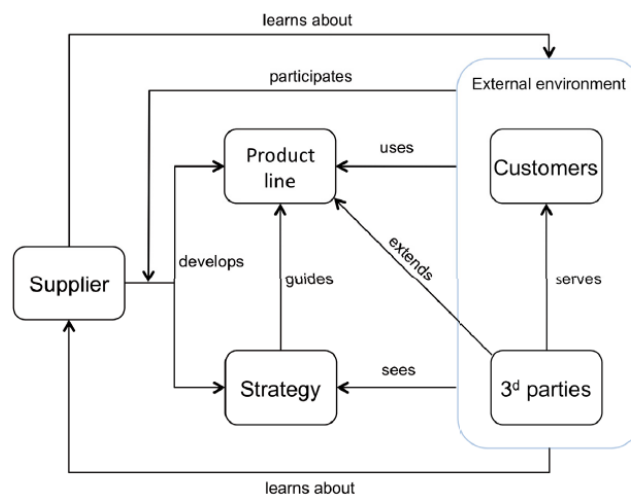 learns about
participates
External environment
Product
line
uses
Customers
develops
guides
extends
serves
Supplier
Strategy
sees
3ᵈ parties
learns about